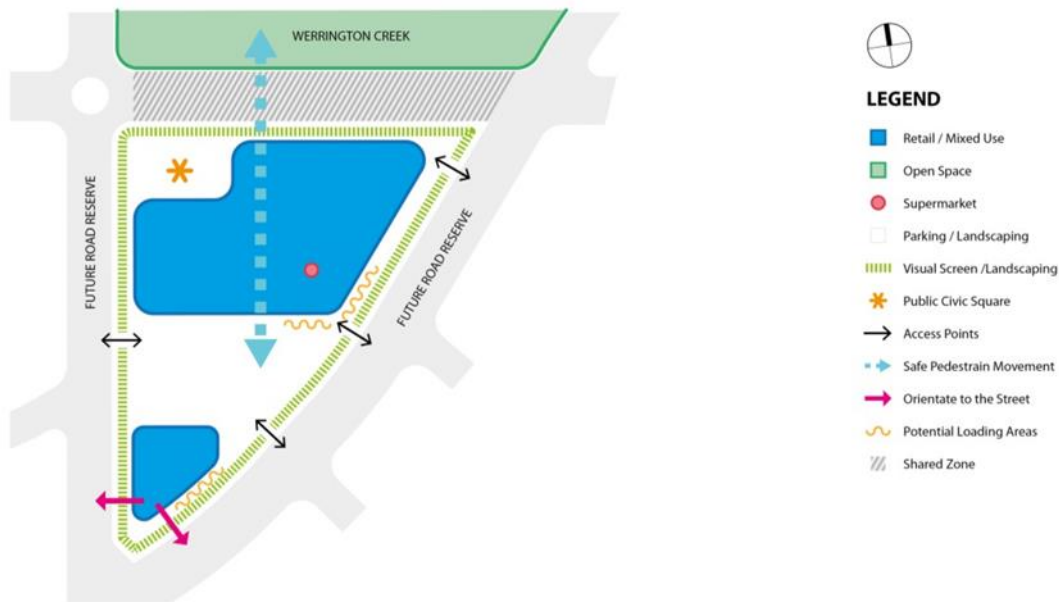 WERRINGTON CREEK
FUTURE ROAD RESERVE
FUTURE ROAD RESERVE
LEGEND
Retail / Mixed Use
Open Space
Supermarket
Parking / Landscaping
Visual Screen /Landscaping
Public Civic Square
Access Points
Safe Pedestrain Movement
Orientate to the Street
Potential Loading Areas
Shared Zone